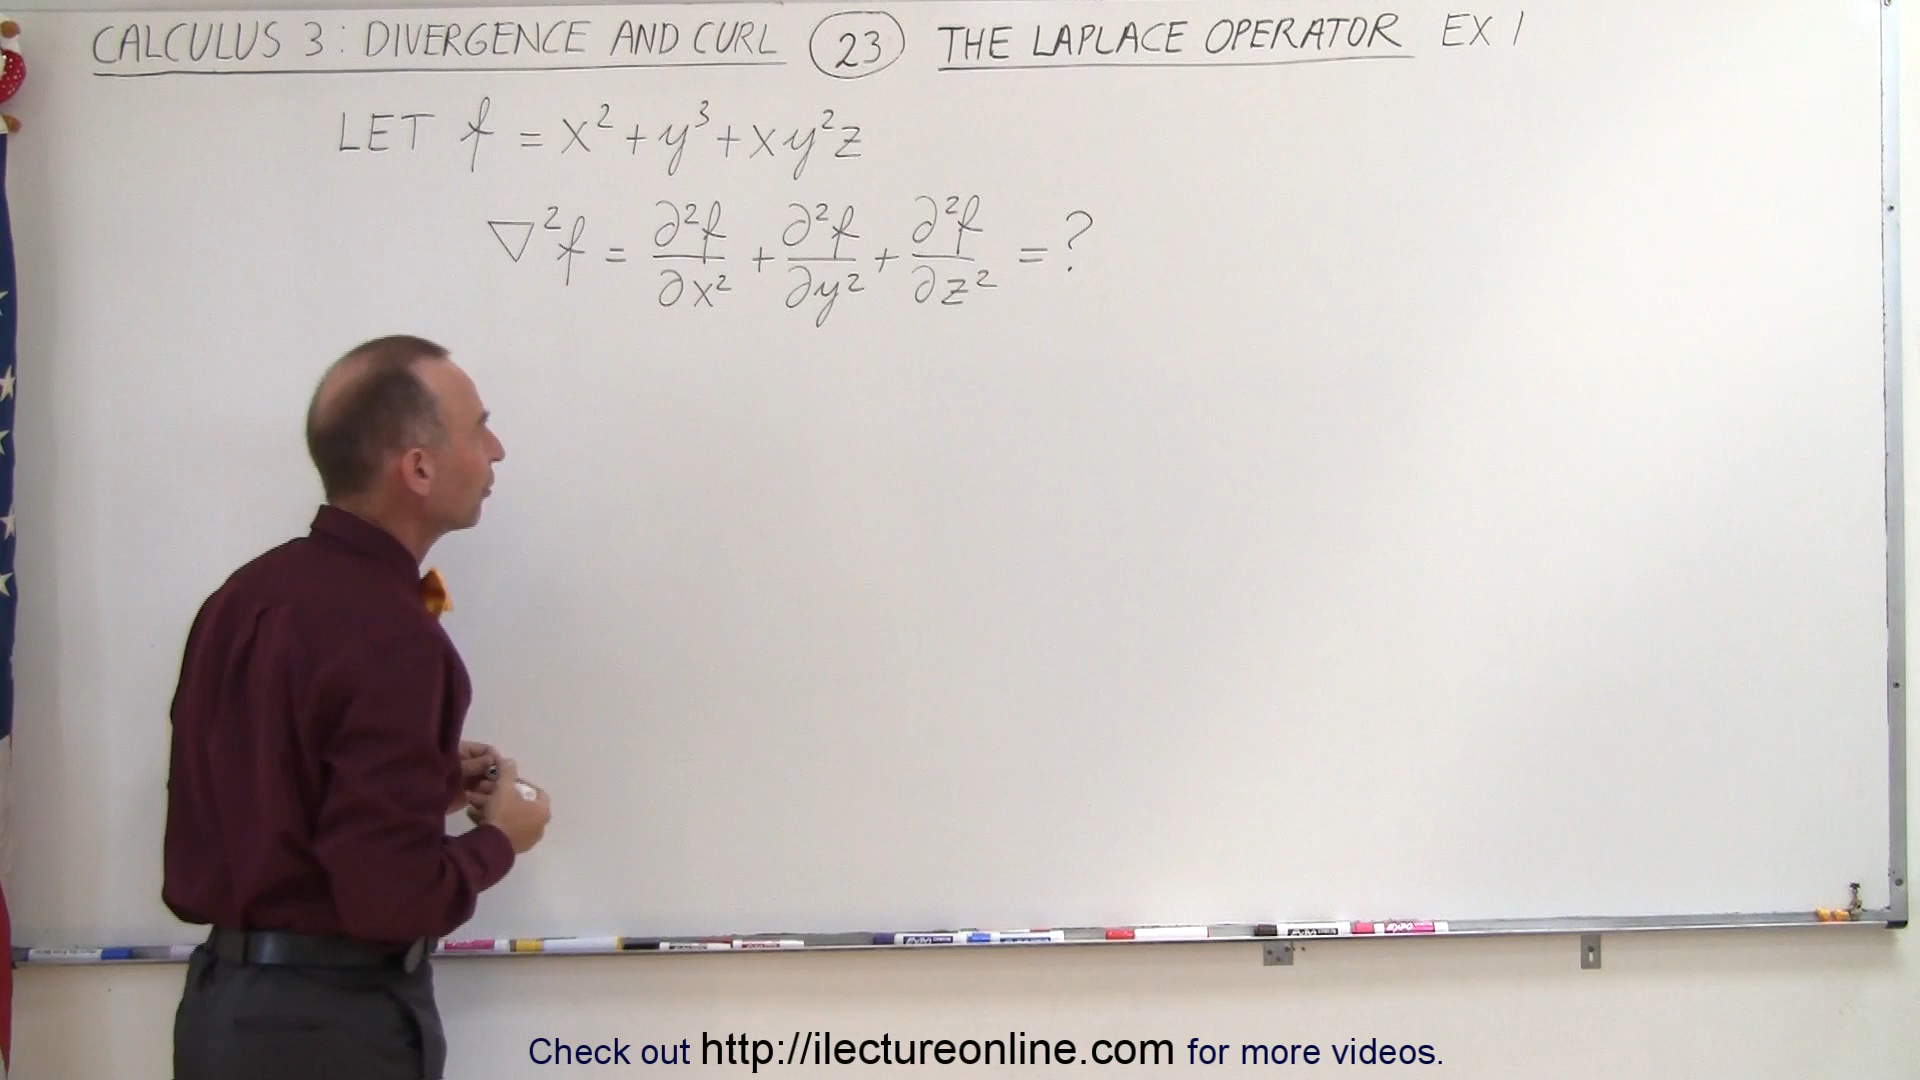 CALCULUS 3: DIVERGENCE AND CURL 23 THE LAPLACE OPERATOR EX 1
LET f = x² + y³ + xy²z
∇²f = ∂²f/∂x² + ∂²f/∂y² + ∂²f/∂z² = ?
EXPO
Check out http://ilectureonline.com for more videos.